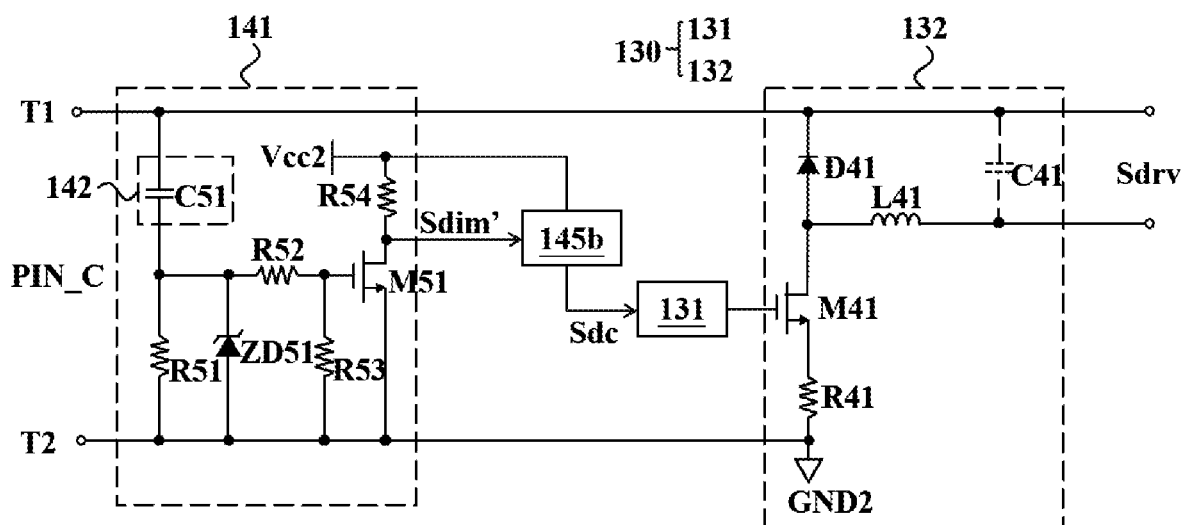 141
130
131
132
132
T1
Vcc2
142
C51
R54
Sdim’
145b
D41
L41
C41
Sdrv
PIN_C
R52
M51
Sdc
131
M41
R51
ZD51
R53
R41
T2
GND2